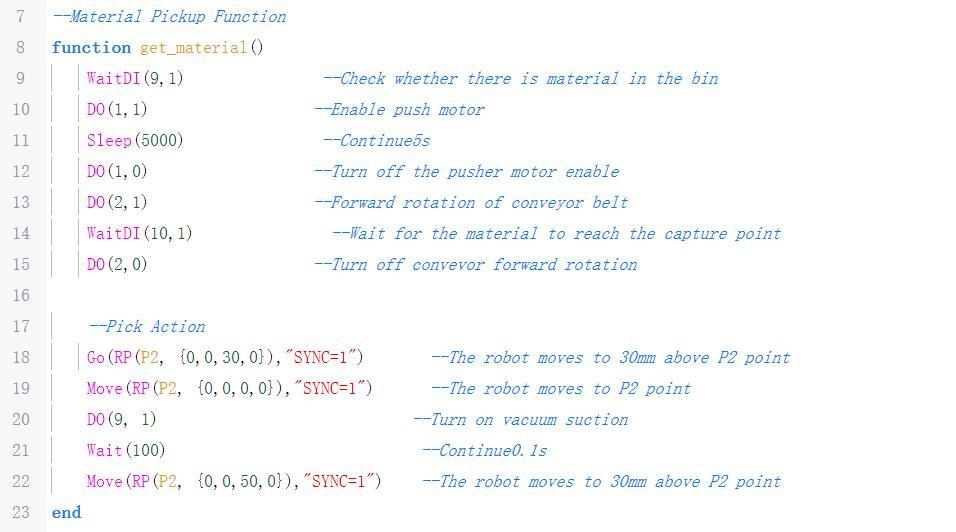 7 --Material Pickup Function
8 function get_material()
9 WaitDI(9,1) --Check whether there is material in the bin
10 DO(1,1) --Enable push motor
11 Sleep(5000) --Continue5s
12 DO(1,0) --Turn off the pusher motor enable
13 DO(2,1) --Forward rotation of conveyor belt
14 WaitDI(10,1) --Wait for the material to reach the capture point
15 DO(2,0) --Turn off convevor forward rotation
16
17 --Pick Action
18 Go(RP(P2, {0,0,30,0}),"SYNC=1") --The robot moves to 30mm above P2 point
19 Move(RP(P2, {0,0,0,0}),"SYNC=1") --The robot moves to P2 point
20 DO(9, 1) --Turn on vacuum suction
21 Wait(100) --Continue0.1s
22 Move(RP(P2, {0,0,50,0}),"SYNC=1") --The robot moves to 30mm above P2 point
23 end